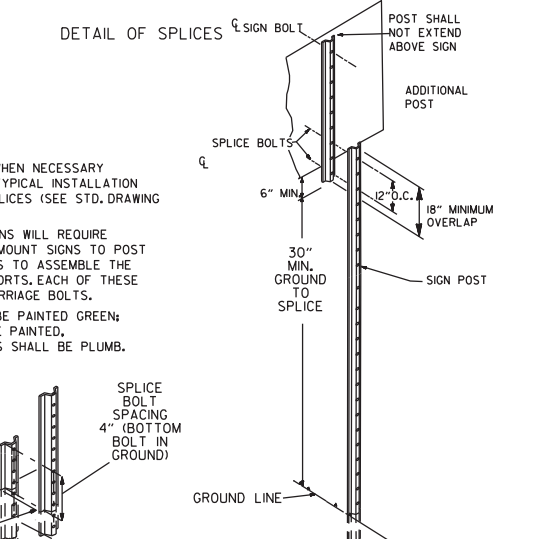 DETAIL OF SPLICES
℄ SIGN BOLT
POST SHALL
NOT EXTEND
ABOVE SIGN
ADDITIONAL
POST
SPLICE BOLTS
℄
6" MIN.
12" O.C.
18" MINIMUM
OVERLAP
WHEN NECESSARY
TYPICAL INSTALLATION
LICES (SEE STD. DRAWING
NS WILL REQUIRE
MOUNT SIGNS TO POST
S TO ASSEMBLE THE
ORTS. EACH OF THESE
RRIAGE BOLTS.
BE PAINTED GREEN;
E PAINTED.
S SHALL BE PLUMB.
30"
MIN.
GROUND
TO
SPLICE
SIGN POST
SPLICE
BOLT
SPACING
4" (BOTTOM
BOLT IN
GROUND)
GROUND LINE